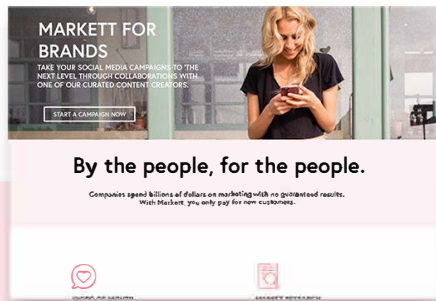 MARKETT FOR
BRANDS
TAKE YOUR SOCIAL MEDIA CAMPAIGNS TO THE
NEXT LEVEL THROUGH COLLABORATIONS WITH
ONE OF OUR CURATED CONTENT CREATORS.
START A CAMPAIGN NOW
By the people, for the people.
Companies spend billions of dollars on marketing with no guaranteed results.
With Markett, you only pay for new customers.